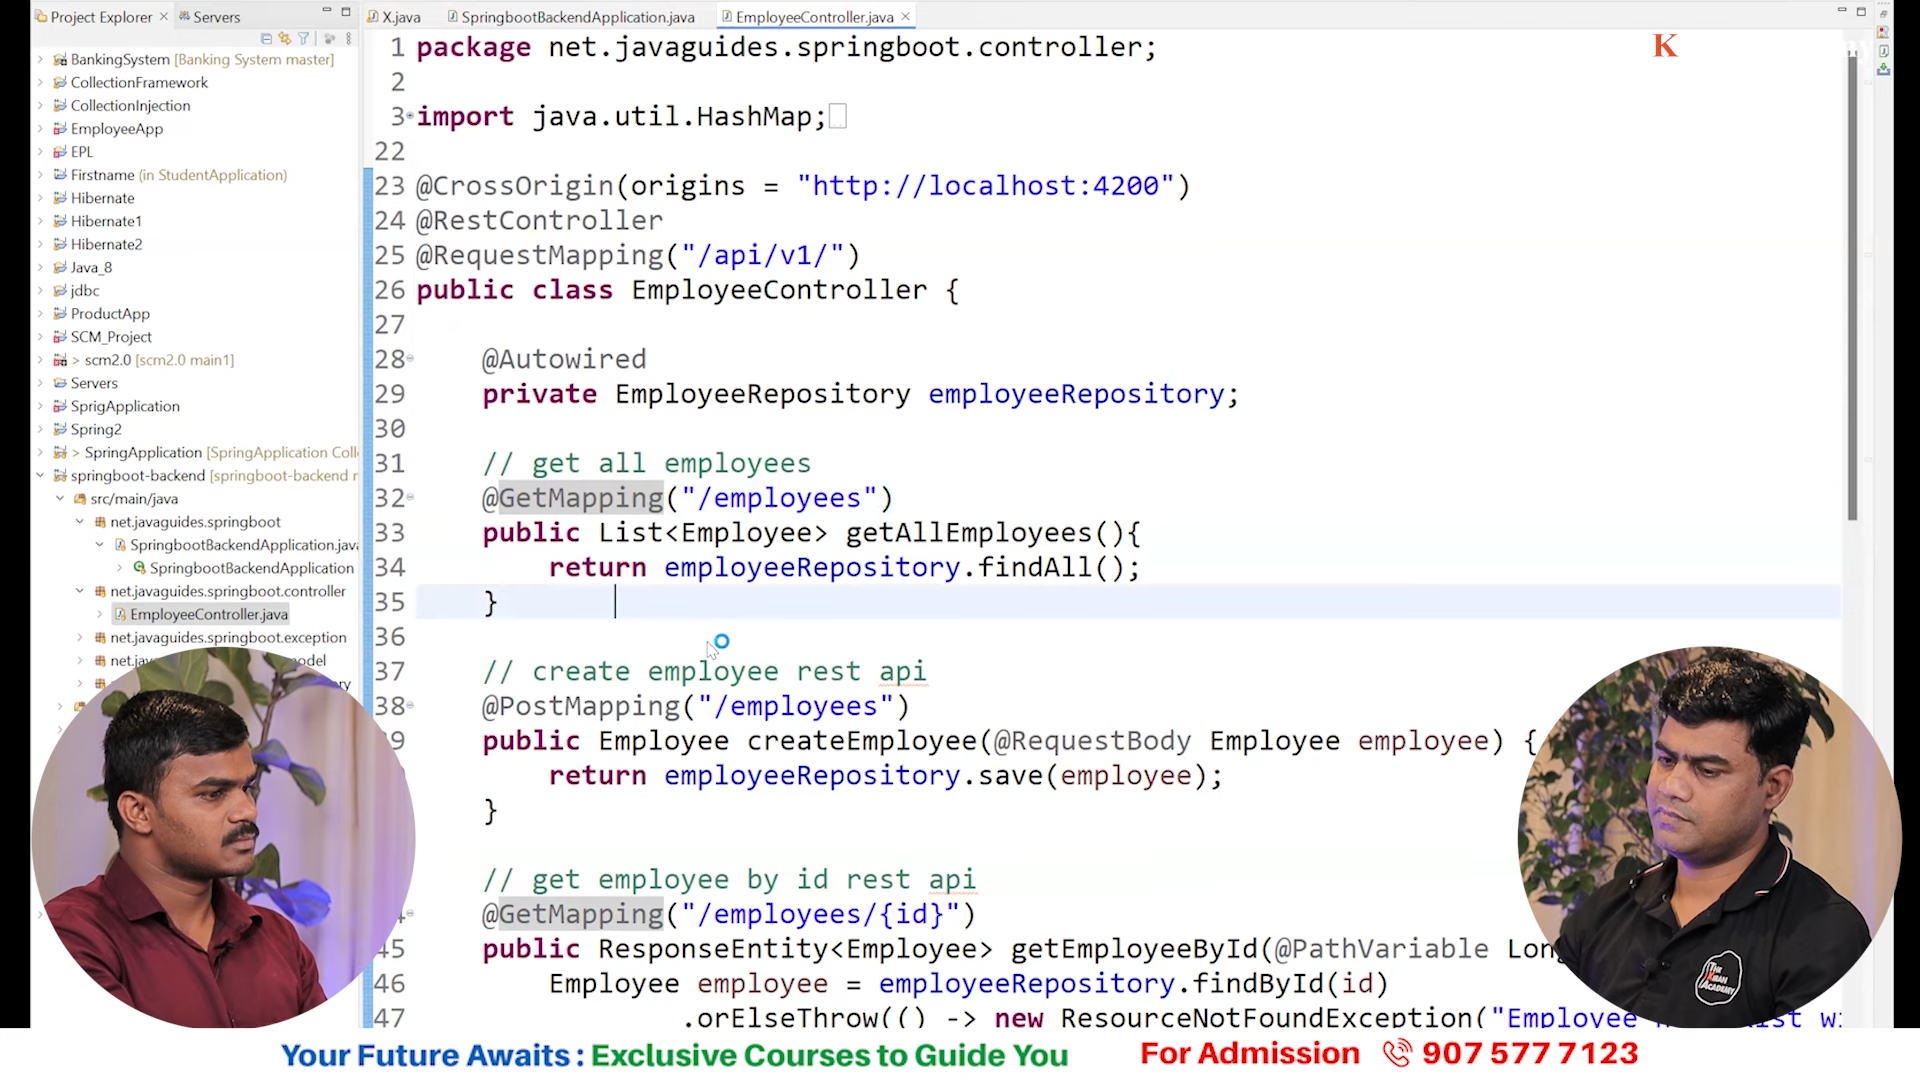 Project Explorer
Servers
X.java
SpringbootBackendApplication.java
EmployeeController.java
BankingSystem [Banking System master]
CollectionFramework
CollectionInjection
EmployeeApp
EPL
Firstname (in StudentApplication)
Hibernate
Hibernate1
Hibernate2
Java_8
jdbc
ProductApp
SCM_Project
> scm2.0 [scm2.0 main1]
Servers
SprigApplication
Spring2
> SpringApplication [SpringApplication Coll
springboot-backend [springboot-backend
src/main/java
net.javaguides.springboot
SpringbootBackendApplication.java
SpringbootBackendApplication
net.javaguides.springboot.controller
EmployeeController.java
net.javaguides.springboot.exception
1 package net.javaguides.springboot.controller;
2
3 import java.util.HashMap;
22
23 @CrossOrigin(origins = "http://localhost:4200")
24 @RestController
25 @RequestMapping("/api/v1/")
26 public class EmployeeController {
27
28 @Autowired
29 private EmployeeRepository employeeRepository;
30
31 // get all employees
32 @GetMapping("/employees")
33 public List<Employee> getAllEmployees(){
34 return employeeRepository.findAll();
35 }
36
37 // create employee rest api
38 @PostMapping("/employees")
public Employee createEmployee(@RequestBody Employee employee) {
return employeeRepository.save(employee);
}
// get employee by id rest api
@GetMapping("/employees/{id}")
45 public ResponseEntity<Employee> getEmployeeById(@PathVariable Lon
46 Employee employee = employeeRepository.findById(id)
47 .orElseThrow(() -> new ResourceNotFoundException("Employee
K
THE
KIRAN
ACADEMY
Your Future Awaits : Exclusive Courses to Guide You
For Admission 907 577 7123